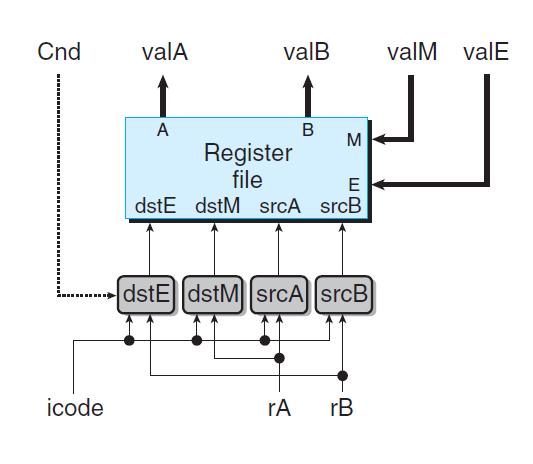 Cnd valA valB valM valE
A B
M
Register
file
E
dstE dstM srcA srcB
dstE dstM srcA srcB
icode rA rB